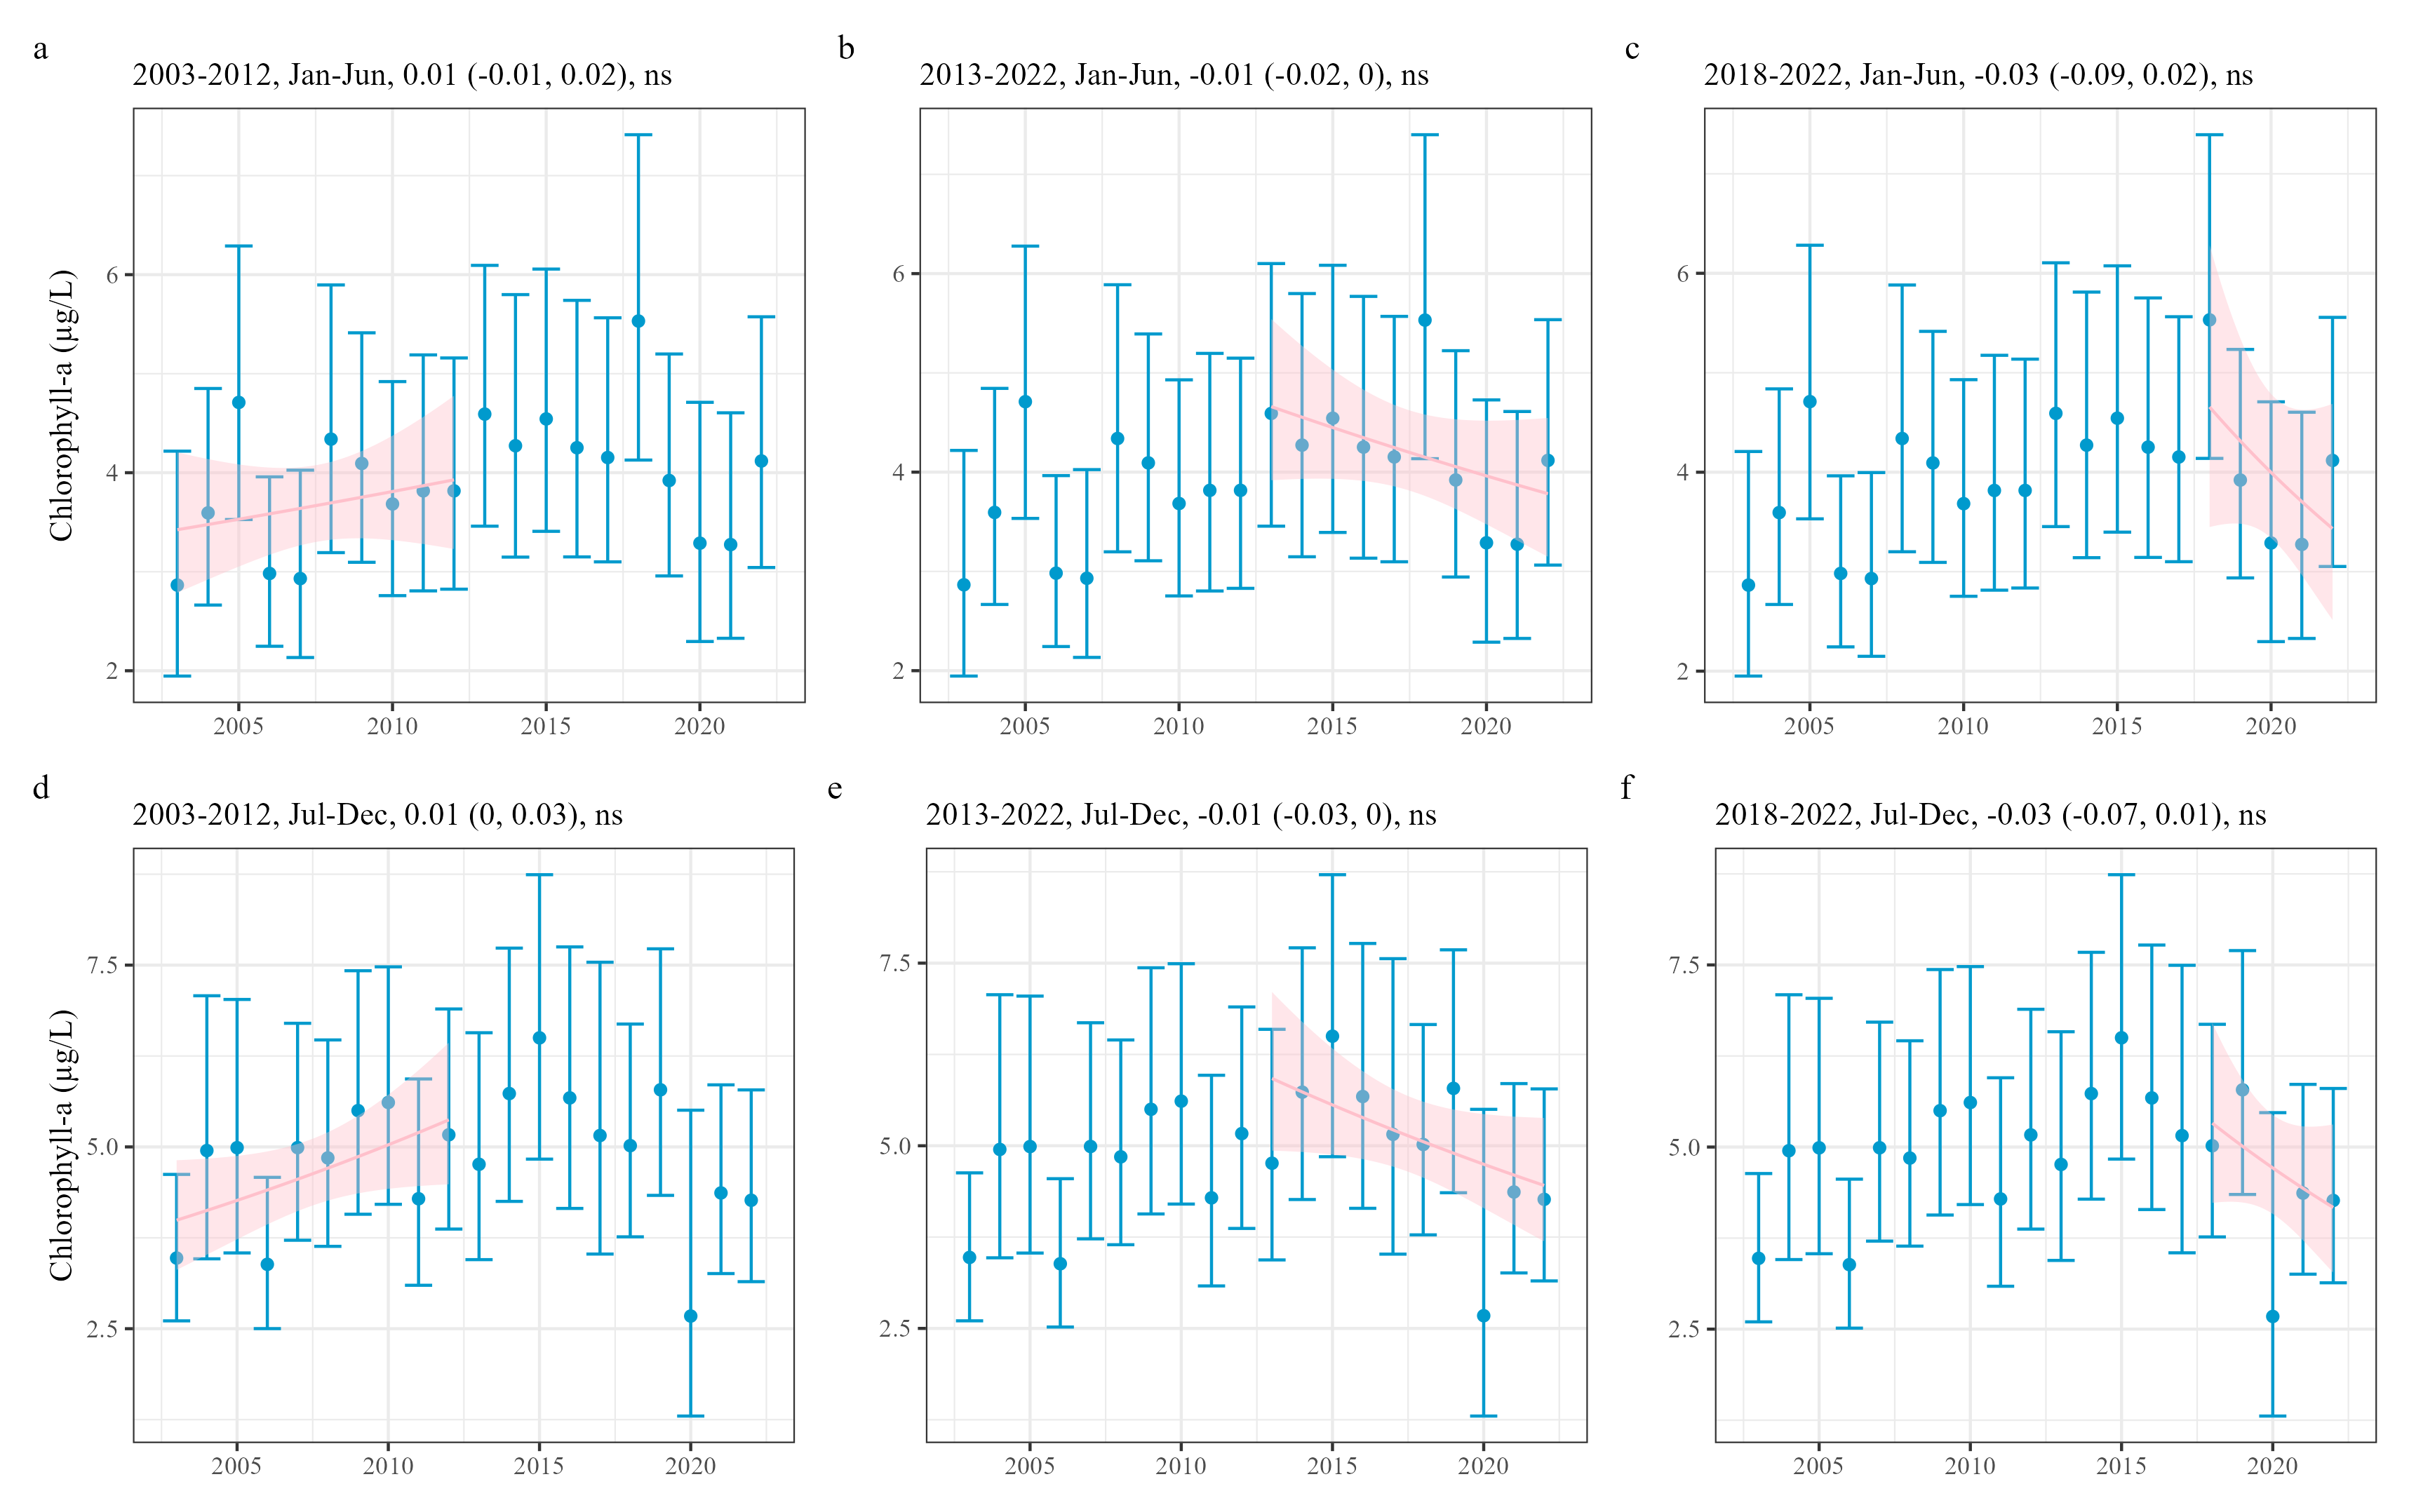 a
2003-2012, Jan-Jun, 0.01 (-0.01, 0.02), ns
b
2013-2022, Jan-Jun, -0.01 (-0.02, 0), ns
c
2018-2022, Jan-Jun, -0.03 (-0.09, 0.02), ns
Chlorophyll-a (µg/L)
6
4
2
2005 2010 2015 2020
6
4
2
2005 2010 2015 2020
6
4
2
2005 2010 2015 2020
d
2003-2012, Jul-Dec, 0.01 (0, 0.03), ns
e
2013-2022, Jul-Dec, -0.01 (-0.03, 0), ns
f
2018-2022, Jul-Dec, -0.03 (-0.07, 0.01), ns
Chlorophyll-a (µg/L)
7.5
5.0
2.5
2005 2010 2015 2020
7.5
5.0
2.5
2005 2010 2015 2020
7.5
5.0
2.5
2005 2010 2015 2020